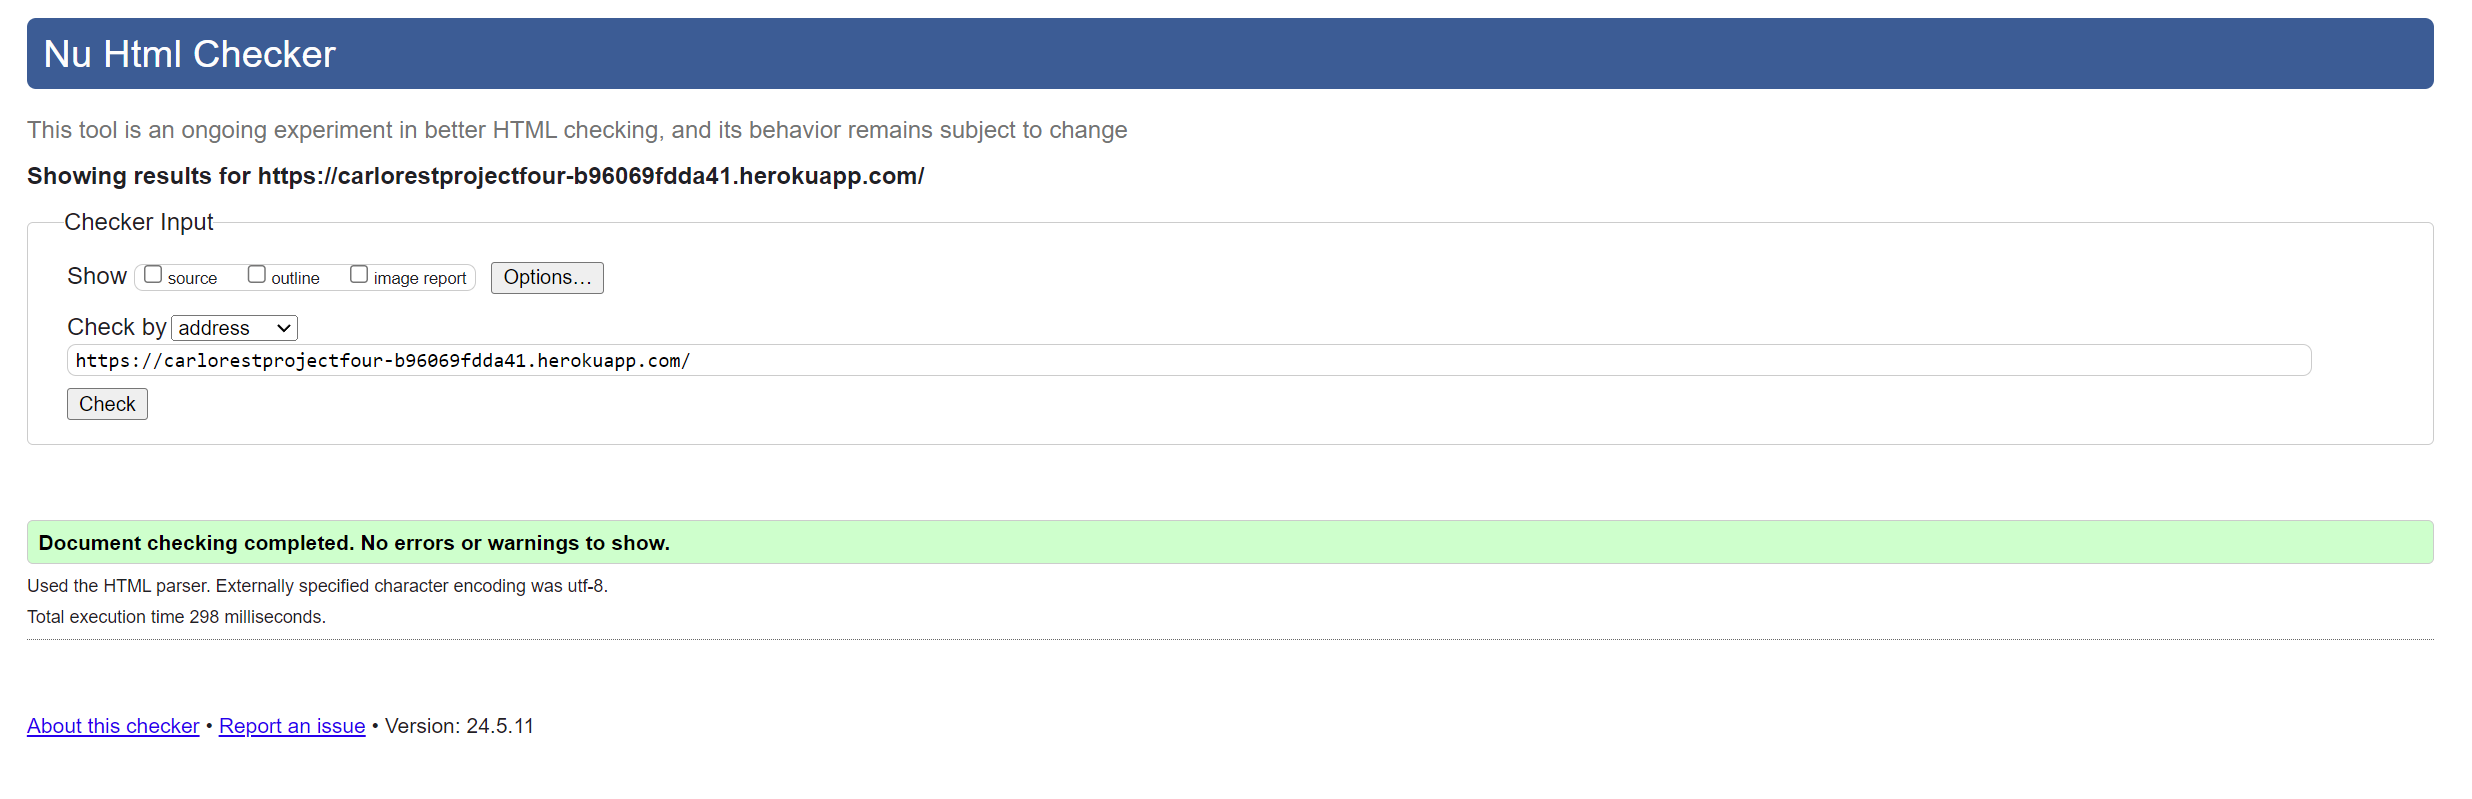 Nu Html Checker
This tool is an ongoing experiment in better HTML checking, and its behavior remains subject to change
Showing results for https://carlorestprojectfour-b96069fdda41.herokuapp.com/
Checker Input
Show source outline image report Options...
Check by address
https://carlorestprojectfour-b96069fdda41.herokuapp.com/
Check
Document checking completed. No errors or warnings to show.
Used the HTML parser. Externally specified character encoding was utf-8.
Total execution time 298 milliseconds.
About this checker • Report an issue • Version: 24.5.11